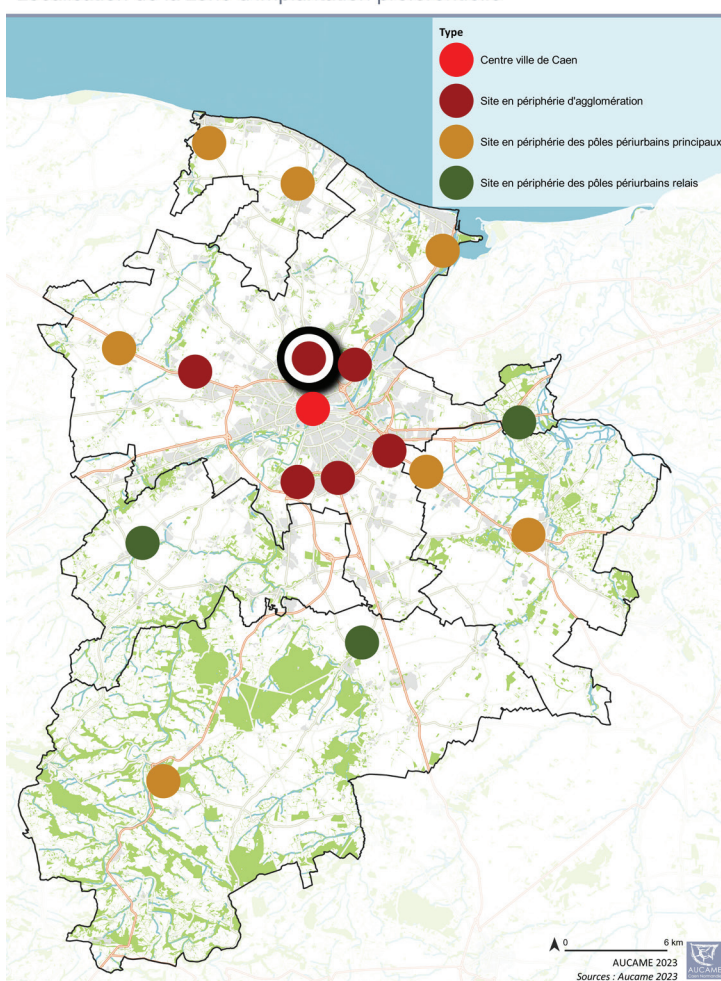 Type
Centre ville de Caen
Site en périphérie d'agglomération
Site en périphérie des pôles périurbains principaux
Site en périphérie des pôles périurbains relais
0 6 km
AUCAME 2023
Sources : Aucame 2023
AUCAME